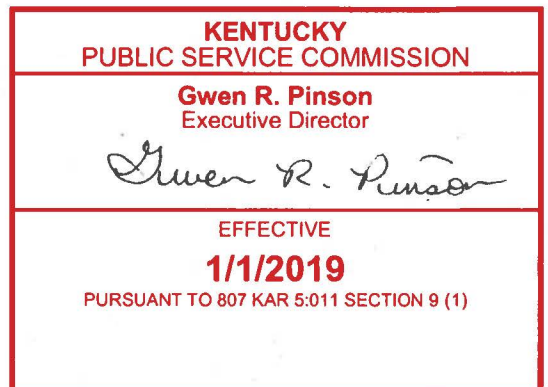 KENTUCKY
PUBLIC SERVICE COMMISSION
Gwen R. Pinson
Executive Director
Gwen R. Pinson
EFFECTIVE
1/1/2019
PURSUANT TO 807 KAR 5:011 SECTION 9 (1)